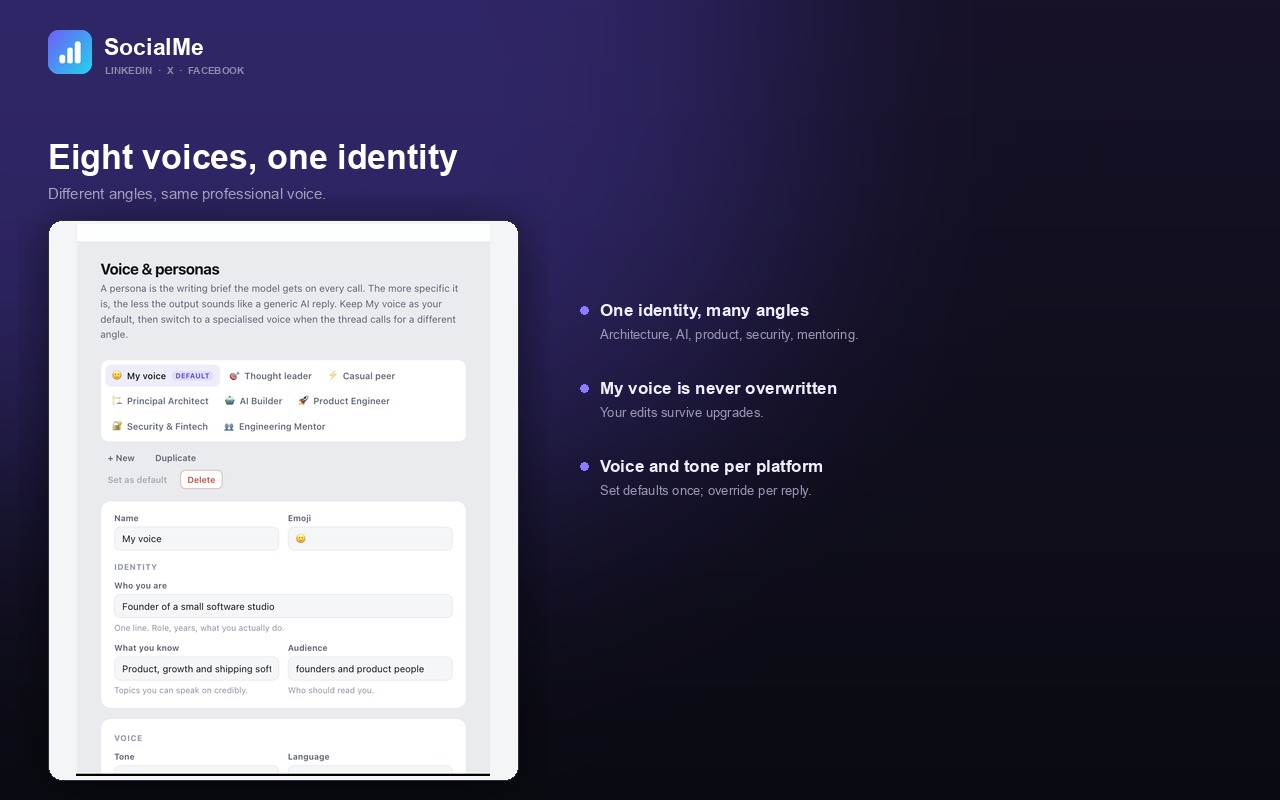 SocialMe
LINKEDIN · X · FACEBOOK
Eight voices, one identity
Different angles, same professional voice.
Voice & personas
A persona is the writing brief the model gets on every call. The more specific it
is, the less the output sounds like a generic AI reply. Keep My voice as your
default, then switch to a specialised voice when the thread calls for a different
angle.
My voice DEFAULT Thought leader Casual peer
Principal Architect AI Builder Product Engineer
Security & Fintech Engineering Mentor
+ New Duplicate
Set as default Delete
Name Emoji
My voice
IDENTITY
Who you are
Founder of a small software studio
One line. Role, years, what you actually do.
What you know Audience
Product, growth and shipping soft founders and product people
Topics you can speak on credibly. Who should read you.
VOICE
Tone Language
One identity, many angles
Architecture, AI, product, security, mentoring.
My voice is never overwritten
Your edits survive upgrades.
Voice and tone per platform
Set defaults once; override per reply.